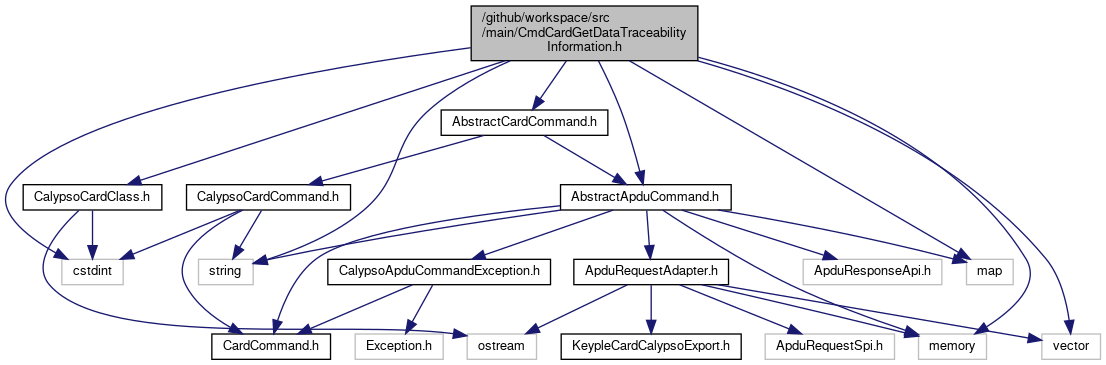 /github/workspace/src
/main/CmdCardGetDataTraceability
Information.h
AbstractCardCommand.h
CalypsoCardClass.h
CalypsoCardCommand.h
AbstractApduCommand.h
cstdint
string
CalypsoApduCommandException.h
ApduRequestAdapter.h
ApduResponseApi.h
map
CardCommand.h
Exception.h
ostream
KeypleCardCalypsoExport.h
ApduRequestSpi.h
memory
vector